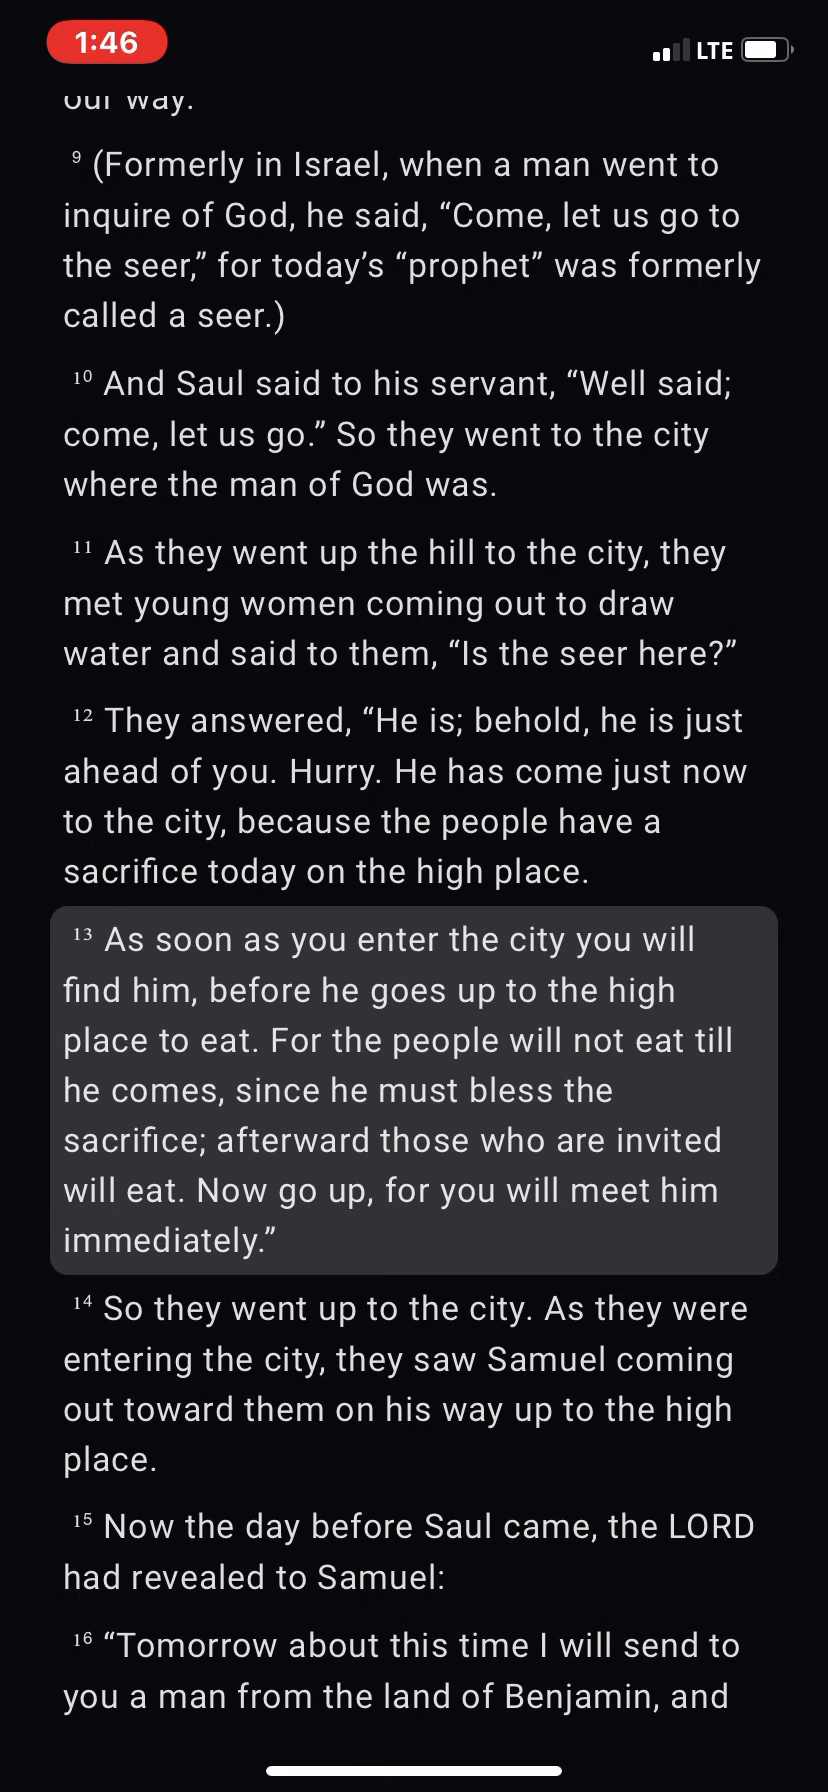 1:46
LTE
our way.
9 (Formerly in Israel, when a man went to
inquire of God, he said, “Come, let us go to
the seer,” for today’s “prophet” was formerly
called a seer.)
10 And Saul said to his servant, “Well said;
come, let us go.” So they went to the city
where the man of God was.
11 As they went up the hill to the city, they
met young women coming out to draw
water and said to them, “Is the seer here?”
12 They answered, “He is; behold, he is just
ahead of you. Hurry. He has come just now
to the city, because the people have a
sacrifice today on the high place.
13 As soon as you enter the city you will
find him, before he goes up to the high
place to eat. For the people will not eat till
he comes, since he must bless the
sacrifice; afterward those who are invited
will eat. Now go up, for you will meet him
immediately.”
14 So they went up to the city. As they were
entering the city, they saw Samuel coming
out toward them on his way up to the high
place.
15 Now the day before Saul came, the LORD
had revealed to Samuel:
16 “Tomorrow about this time I will send to
you a man from the land of Benjamin, and